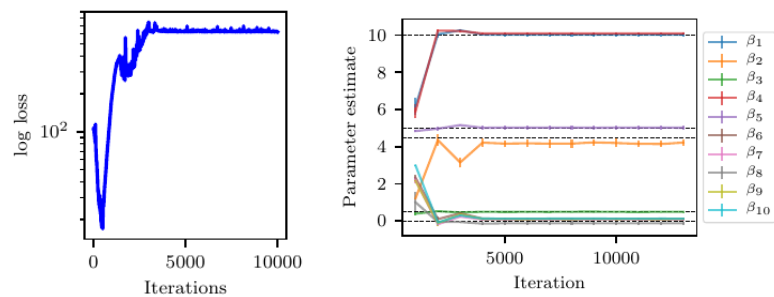 log loss
10²
0
5000
10000
Iterations
Parameter estimate
10
8
6
4
2
0
5000
10000
Iteration
β₁
β₂
β₃
β₄
β₅
β₆
β₇
β₈
β₉
β₁₀